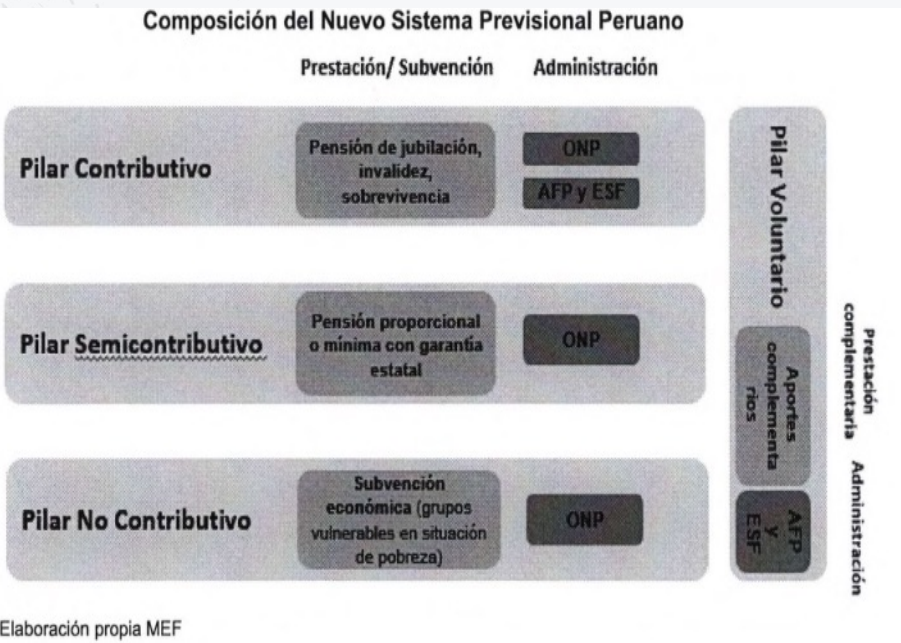 Composición del Nuevo Sistema Previsional Peruano
Prestación/ Subvención
Administración
Pilar Contributivo
Pensión de jubilación,
invalidez,
sobrevivencia
ONP
AFP y ESF
Pilar Semicontributivo
Pensión proporcional
o mínima con garantía
estatal
ONP
Pilar No Contributivo
Subvención
económica (grupos
vulnerables en situación
de pobreza)
ONP
Pilar Voluntario
Aportes
complementa
rios
AFP
y
ESF
Prestación
complementaria
Administración
Elaboración propia MEF